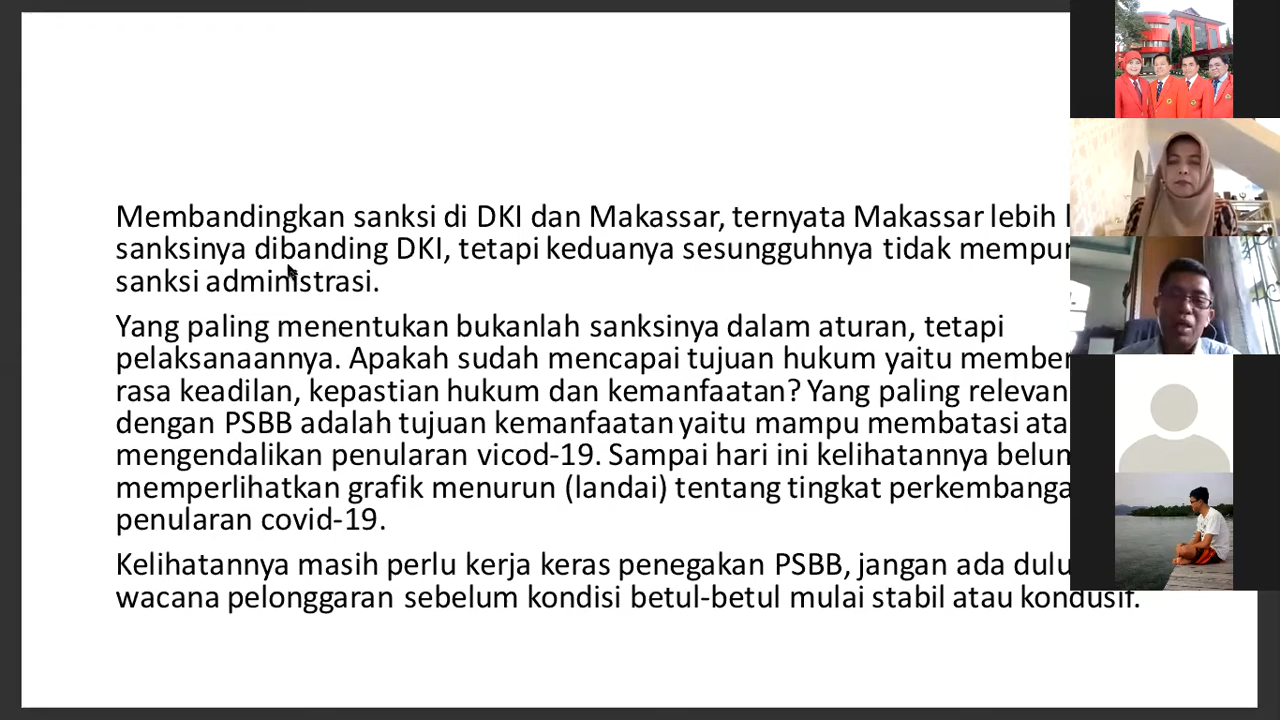 Membandingkan sanksi di DKI dan Makassar, ternyata Makassar lebih
sanksinya dibanding DKI, tetapi keduanya sesungguhnya tidak
sanksi administrasi.
Yang paling menentukan bukanlah sanksinya dalam aturan, tetapi
pelaksanaannya. Apakah sudah mencapai tujuan hukum yaitu
rasa keadilan, kepastian hukum dan kemanfaatan? Yang paling relevan
dengan PSBB adalah tujuan kemanfaatan yaitu mampu membatasi
mengendalikan penularan vicod-19. Sampai hari ini kelihatannya
memperlihatkan grafik menurun (landai) tentang tingkat
penularan covid-19.
Kelihatannya masih perlu kerja keras penegakan PSBB, jangan ada dulu
wacana pelonggaran sebelum kondisi betul-betul mulai stabil atau kondusif.